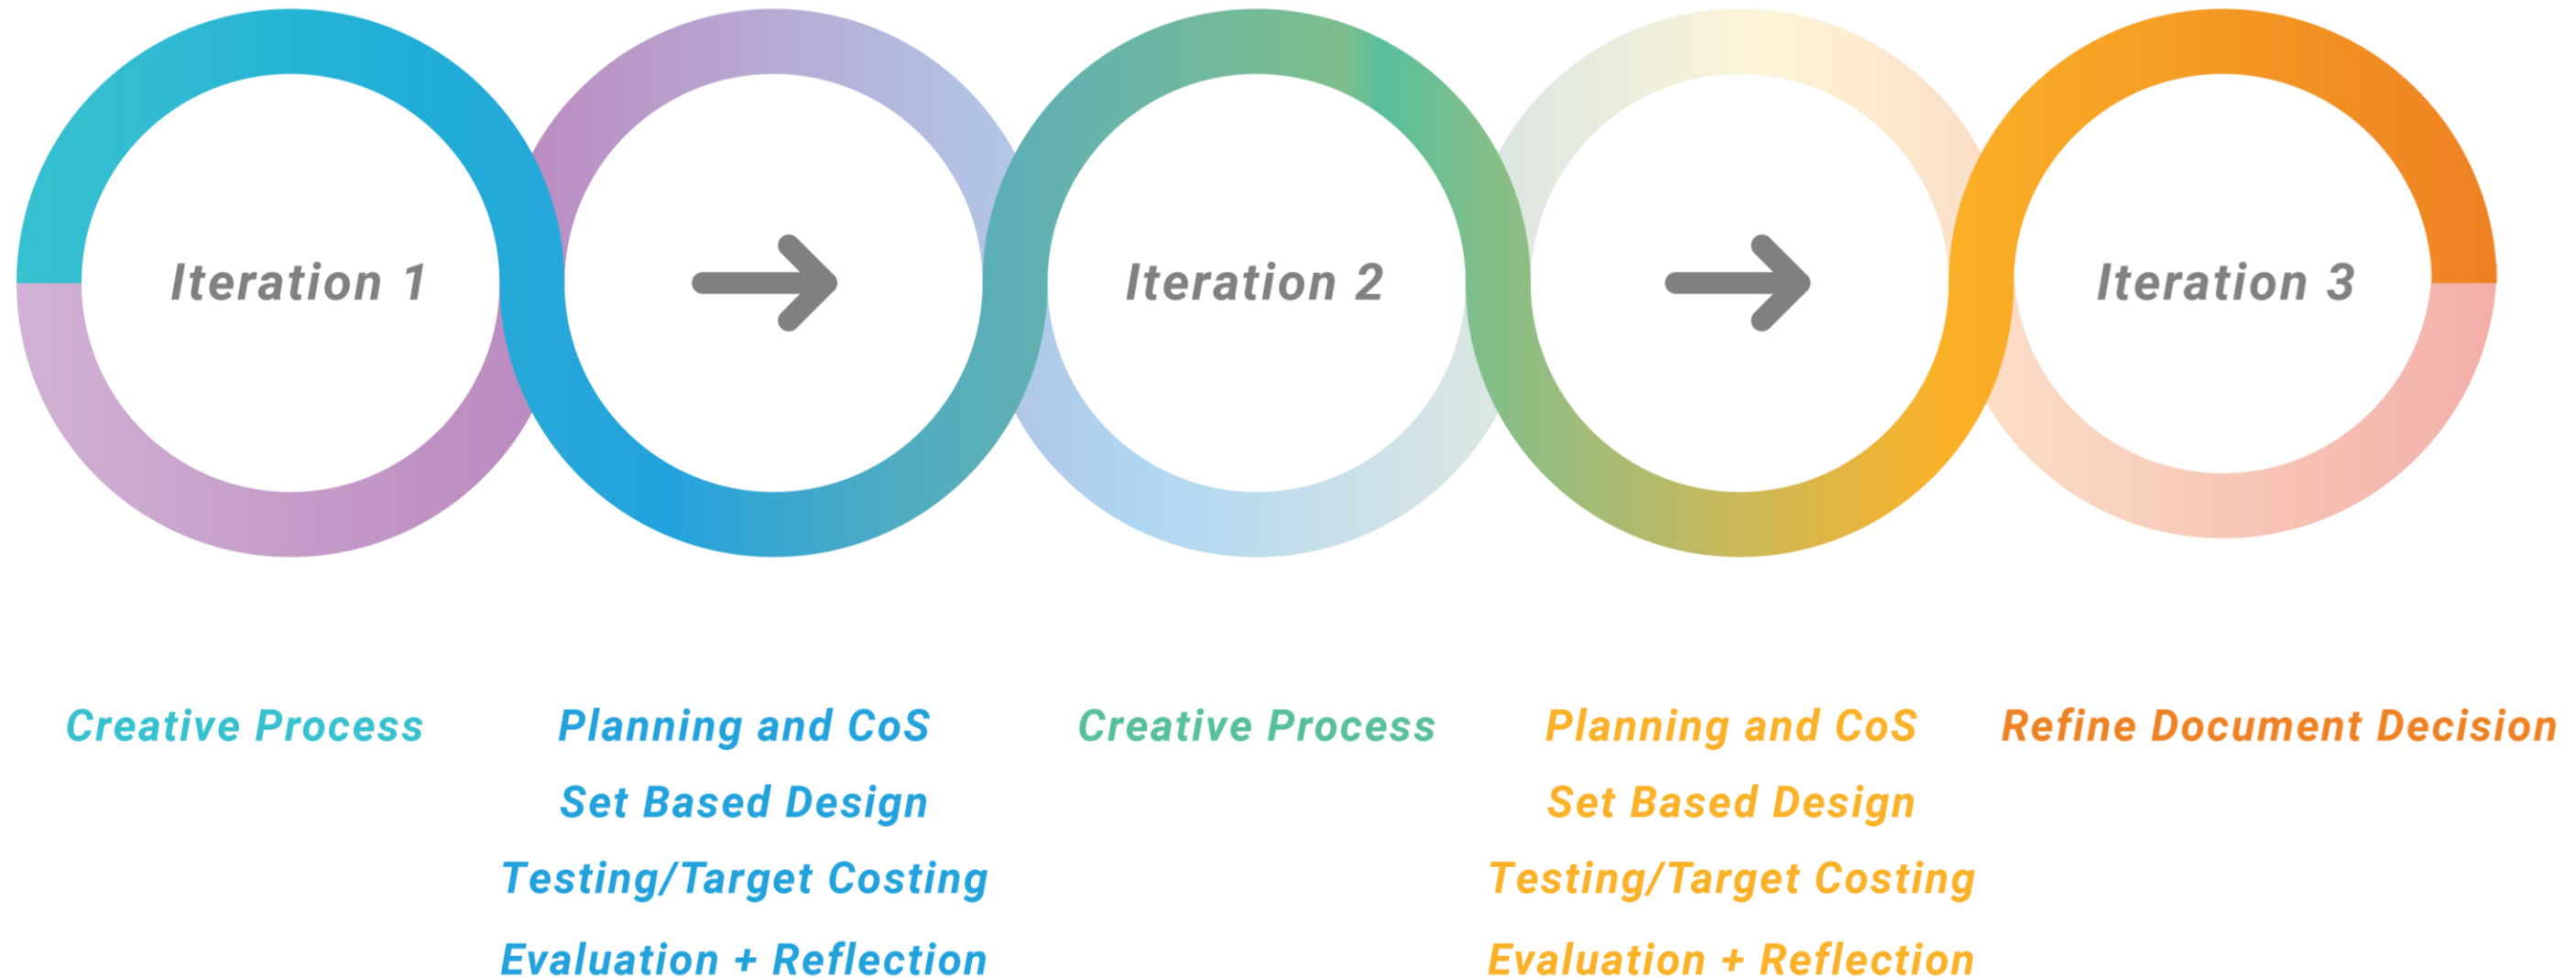 Iteration 1
Iteration 2
Iteration 3
Creative Process
Planning and CoS
Set Based Design
Testing/Target Costing
Evaluation + Reflection
Creative Process
Planning and CoS
Set Based Design
Testing/Target Costing
Evaluation + Reflection
Refine Document Decision